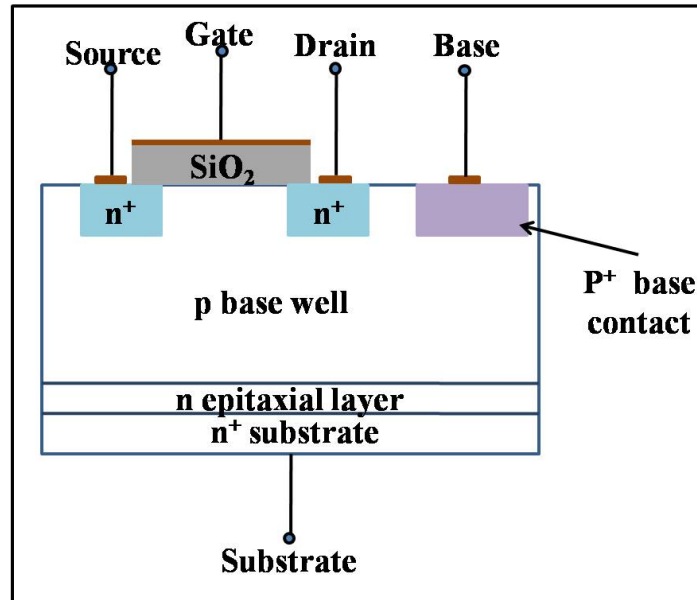 Source
Gate
Drain
Base
SiO₂
n⁺
n⁺
P⁺ base
contact
p base well
n epitaxial layer
n⁺ substrate
Substrate